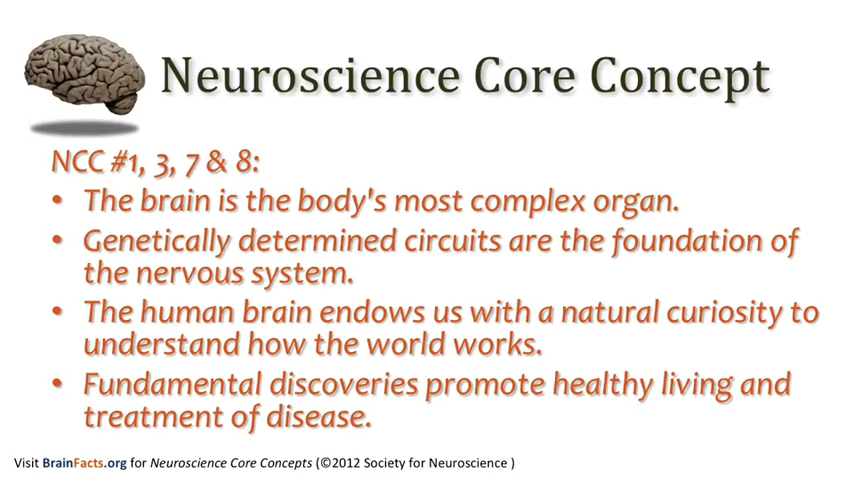 Neuroscience Core Concept
NCC #1, 3, 7 & 8:
• The brain is the body's most complex organ.
• Genetically determined circuits are the foundation of
the nervous system.
• The human brain endows us with a natural curiosity to
understand how the world works.
• Fundamental discoveries promote healthy living and
treatment of disease.
Visit BrainFacts.org for Neuroscience Core Concepts (©2012 Society for Neuroscience )